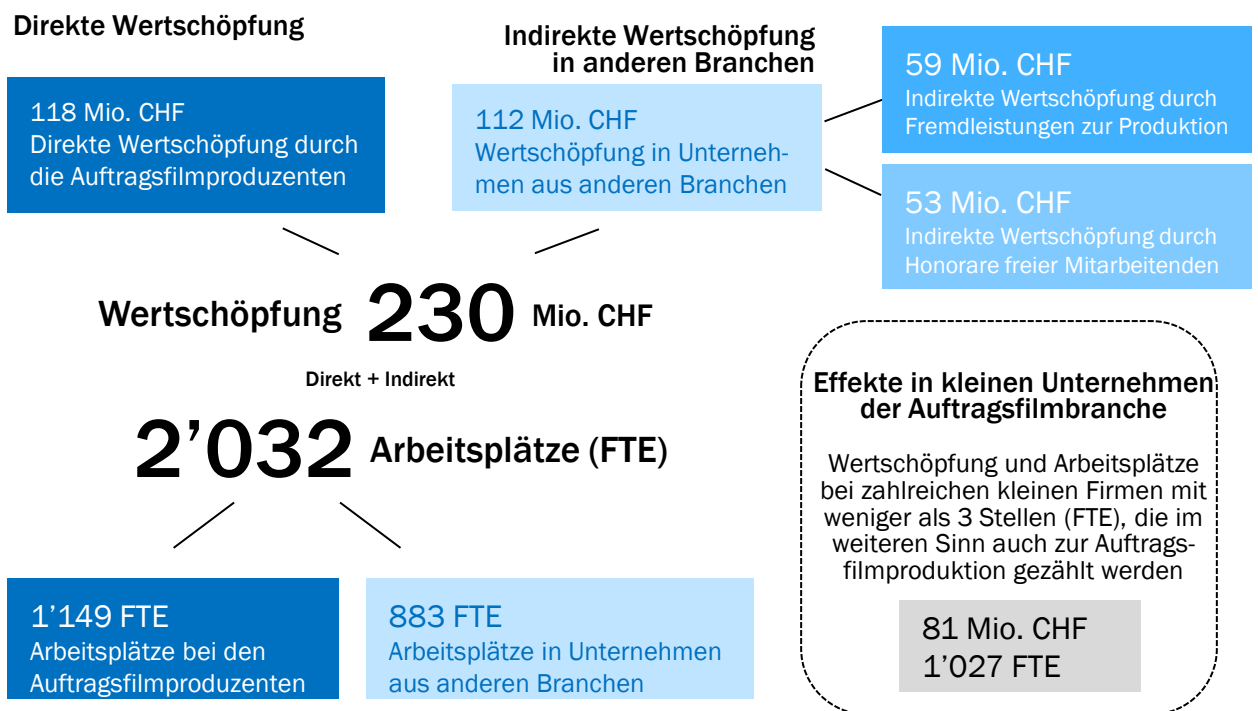 Direkte Wertschöpfung
118 Mio. CHF
Direkte Wertschöpfung durch
die Auftragsfilmproduzenten
Indirekte Wertschöpfung
in anderen Branchen
112 Mio. CHF
Wertschöpfung in Unterneh-
men aus anderen Branchen
59 Mio. CHF
Indirekte Wertschöpfung durch
Fremdleistungen zur Produktion
53 Mio. CHF
Indirekte Wertschöpfung durch
Honorare freier Mitarbeitenden
Wertschöpfung 230 Mio. CHF
Direkt + Indirekt
2’032 Arbeitsplätze (FTE)
1’149 FTE
Arbeitsplätze bei den
Auftragsfilmproduzenten
883 FTE
Arbeitsplätze in Unternehmen
aus anderen Branchen
Effekte in kleinen Unternehmen
der Auftragsfilmbranche
Wertschöpfung und Arbeitsplätze
bei zahlreichen kleinen Firmen mit
weniger als 3 Stellen (FTE), die im
weiteren Sinn auch zur Auftrags-
filmproduktion gezählt werden
81 Mio. CHF
1’027 FTE